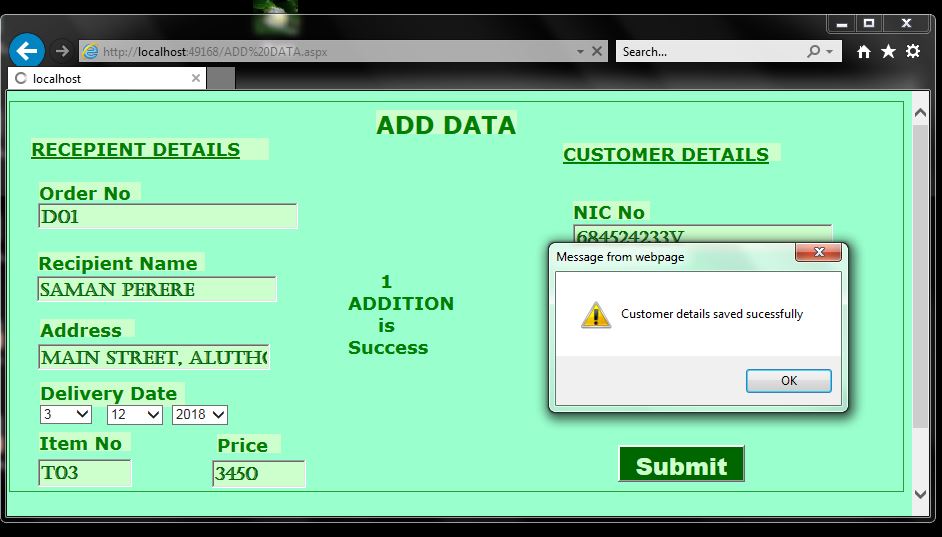 http://localhost:49168/ADD%20DATA.aspx
Search...
localhost
ADD DATA
RECEPIENT DETAILS
CUSTOMER DETAILS
Order No
D01
NIC No
684524233V
Recipient Name
SAMAN PERERE
1
ADDITION
is
Success
Message from webpage
Customer details saved sucessfully
OK
Address
MAIN STREET, ALUTHG
Delivery Date
3 12 2018
Item No
T03
Price
3450
Submit